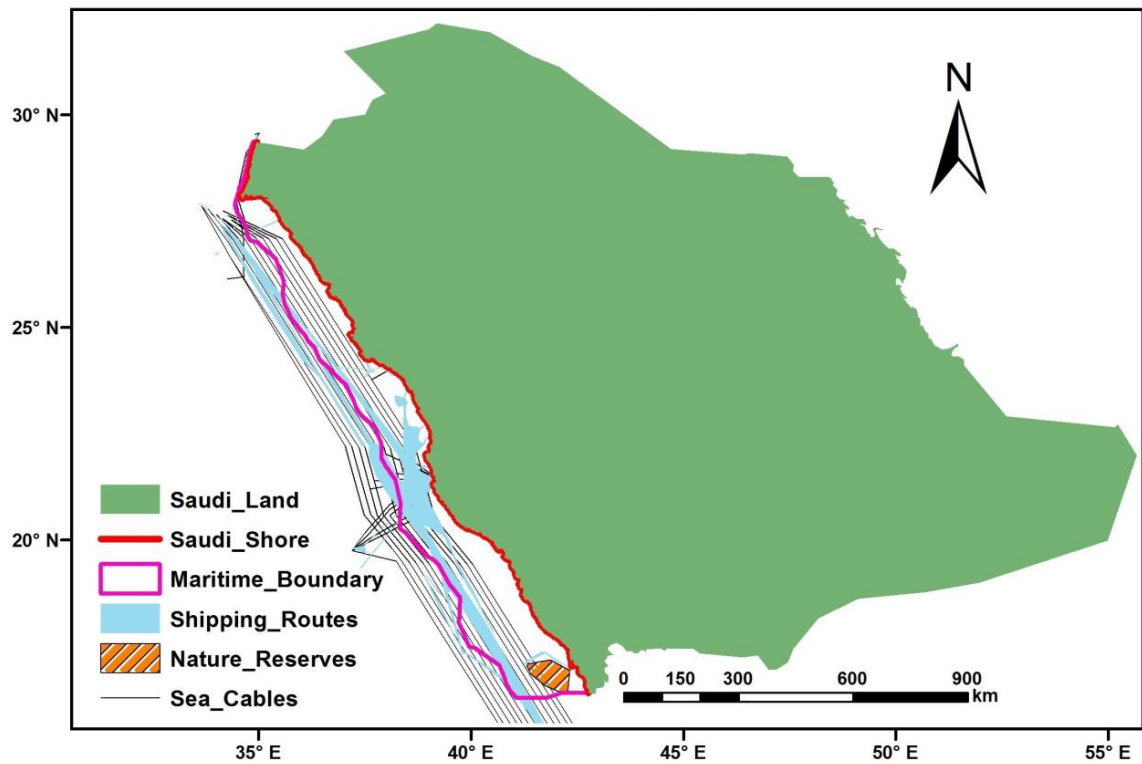 N
30° N
25° N
20° N
Saudi_Land
Saudi_Shore
Maritime_Boundary
Shipping_Routes
Nature_Reserves
Sea_Cables
0 150 300 600 900
km
35° E 40° E 45° E 50° E 55° E